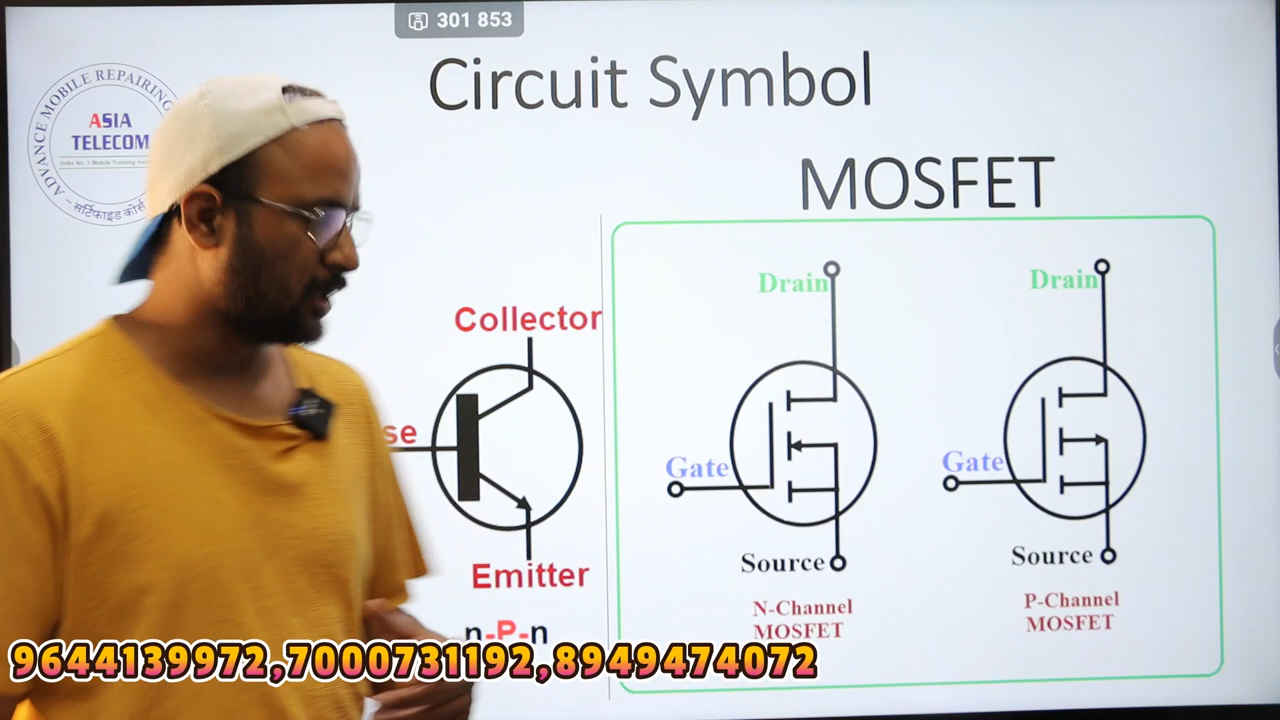 301 853
Circuit Symbol
ADVANCE MOBILE REPAIRING
ASIA
TELECOM
India No. 1 Mobile Training
सर्टिफाइड कोर्स
MOSFET
Collector
se
Emitter
n-P-n
Drain
Gate
Source
N-Channel
MOSFET
Drain
Gate
Source
P-Channel
MOSFET
9644139972,7000731192,8949474072